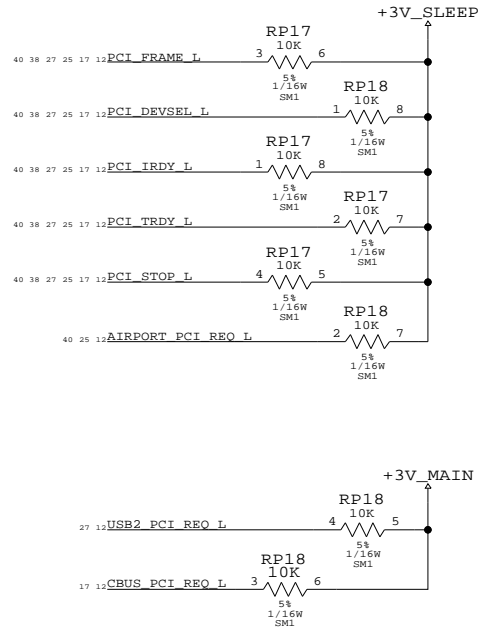 +3V_SLEEP
RP17
10K
40 38 27 25 17 12 PCI_FRAME_L 3 6
5%
1/16W
SM1
RP18
10K
40 38 27 25 17 12 PCI_DEVSEL_L 1 8
5%
1/16W
SM1
RP17
10K
40 38 27 25 17 12 PCI_IRDY_L 1 8
5%
1/16W
SM1
RP17
10K
40 38 27 25 17 12 PCI_TRDY_L 2 7
5%
1/16W
SM1
RP17
10K
40 38 27 25 17 12 PCI_STOP_L 4 5
5%
1/16W
SM1
RP18
10K
40 25 12 AIRPORT_PCI_REQ_L 2 7
5%
1/16W
SM1
+3V_MAIN
RP18
10K
27 12 USB2_PCI_REQ_L 4 5
5%
1/16W
SM1
RP18
10K
17 12 CBUS_PCI_REQ_L 3 6
5%
1/16W
SM1